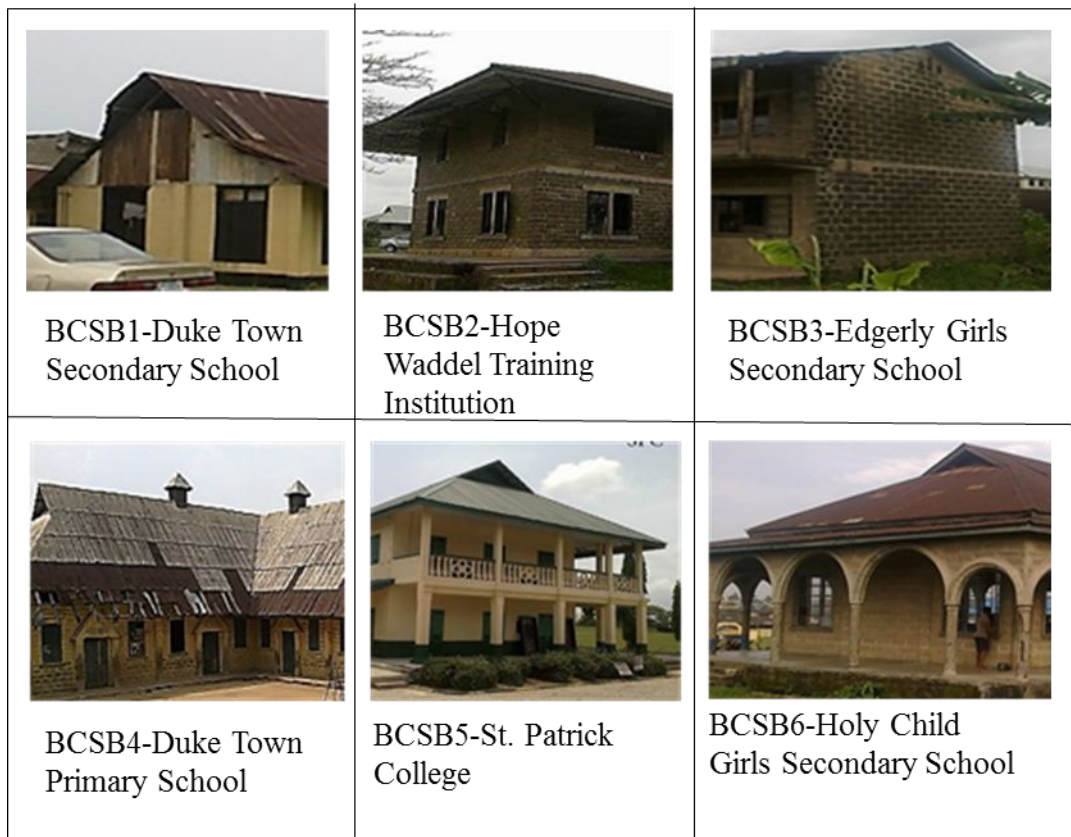 BCSB1-Duke Town
Secondary School
BCSB2-Hope
Waddel Training
Institution
BCSB3-Edgerly Girls
Secondary School
BCSB4-Duke Town
Primary School
BCSB5-St. Patrick
College
BCSB6-Holy Child
Girls Secondary School